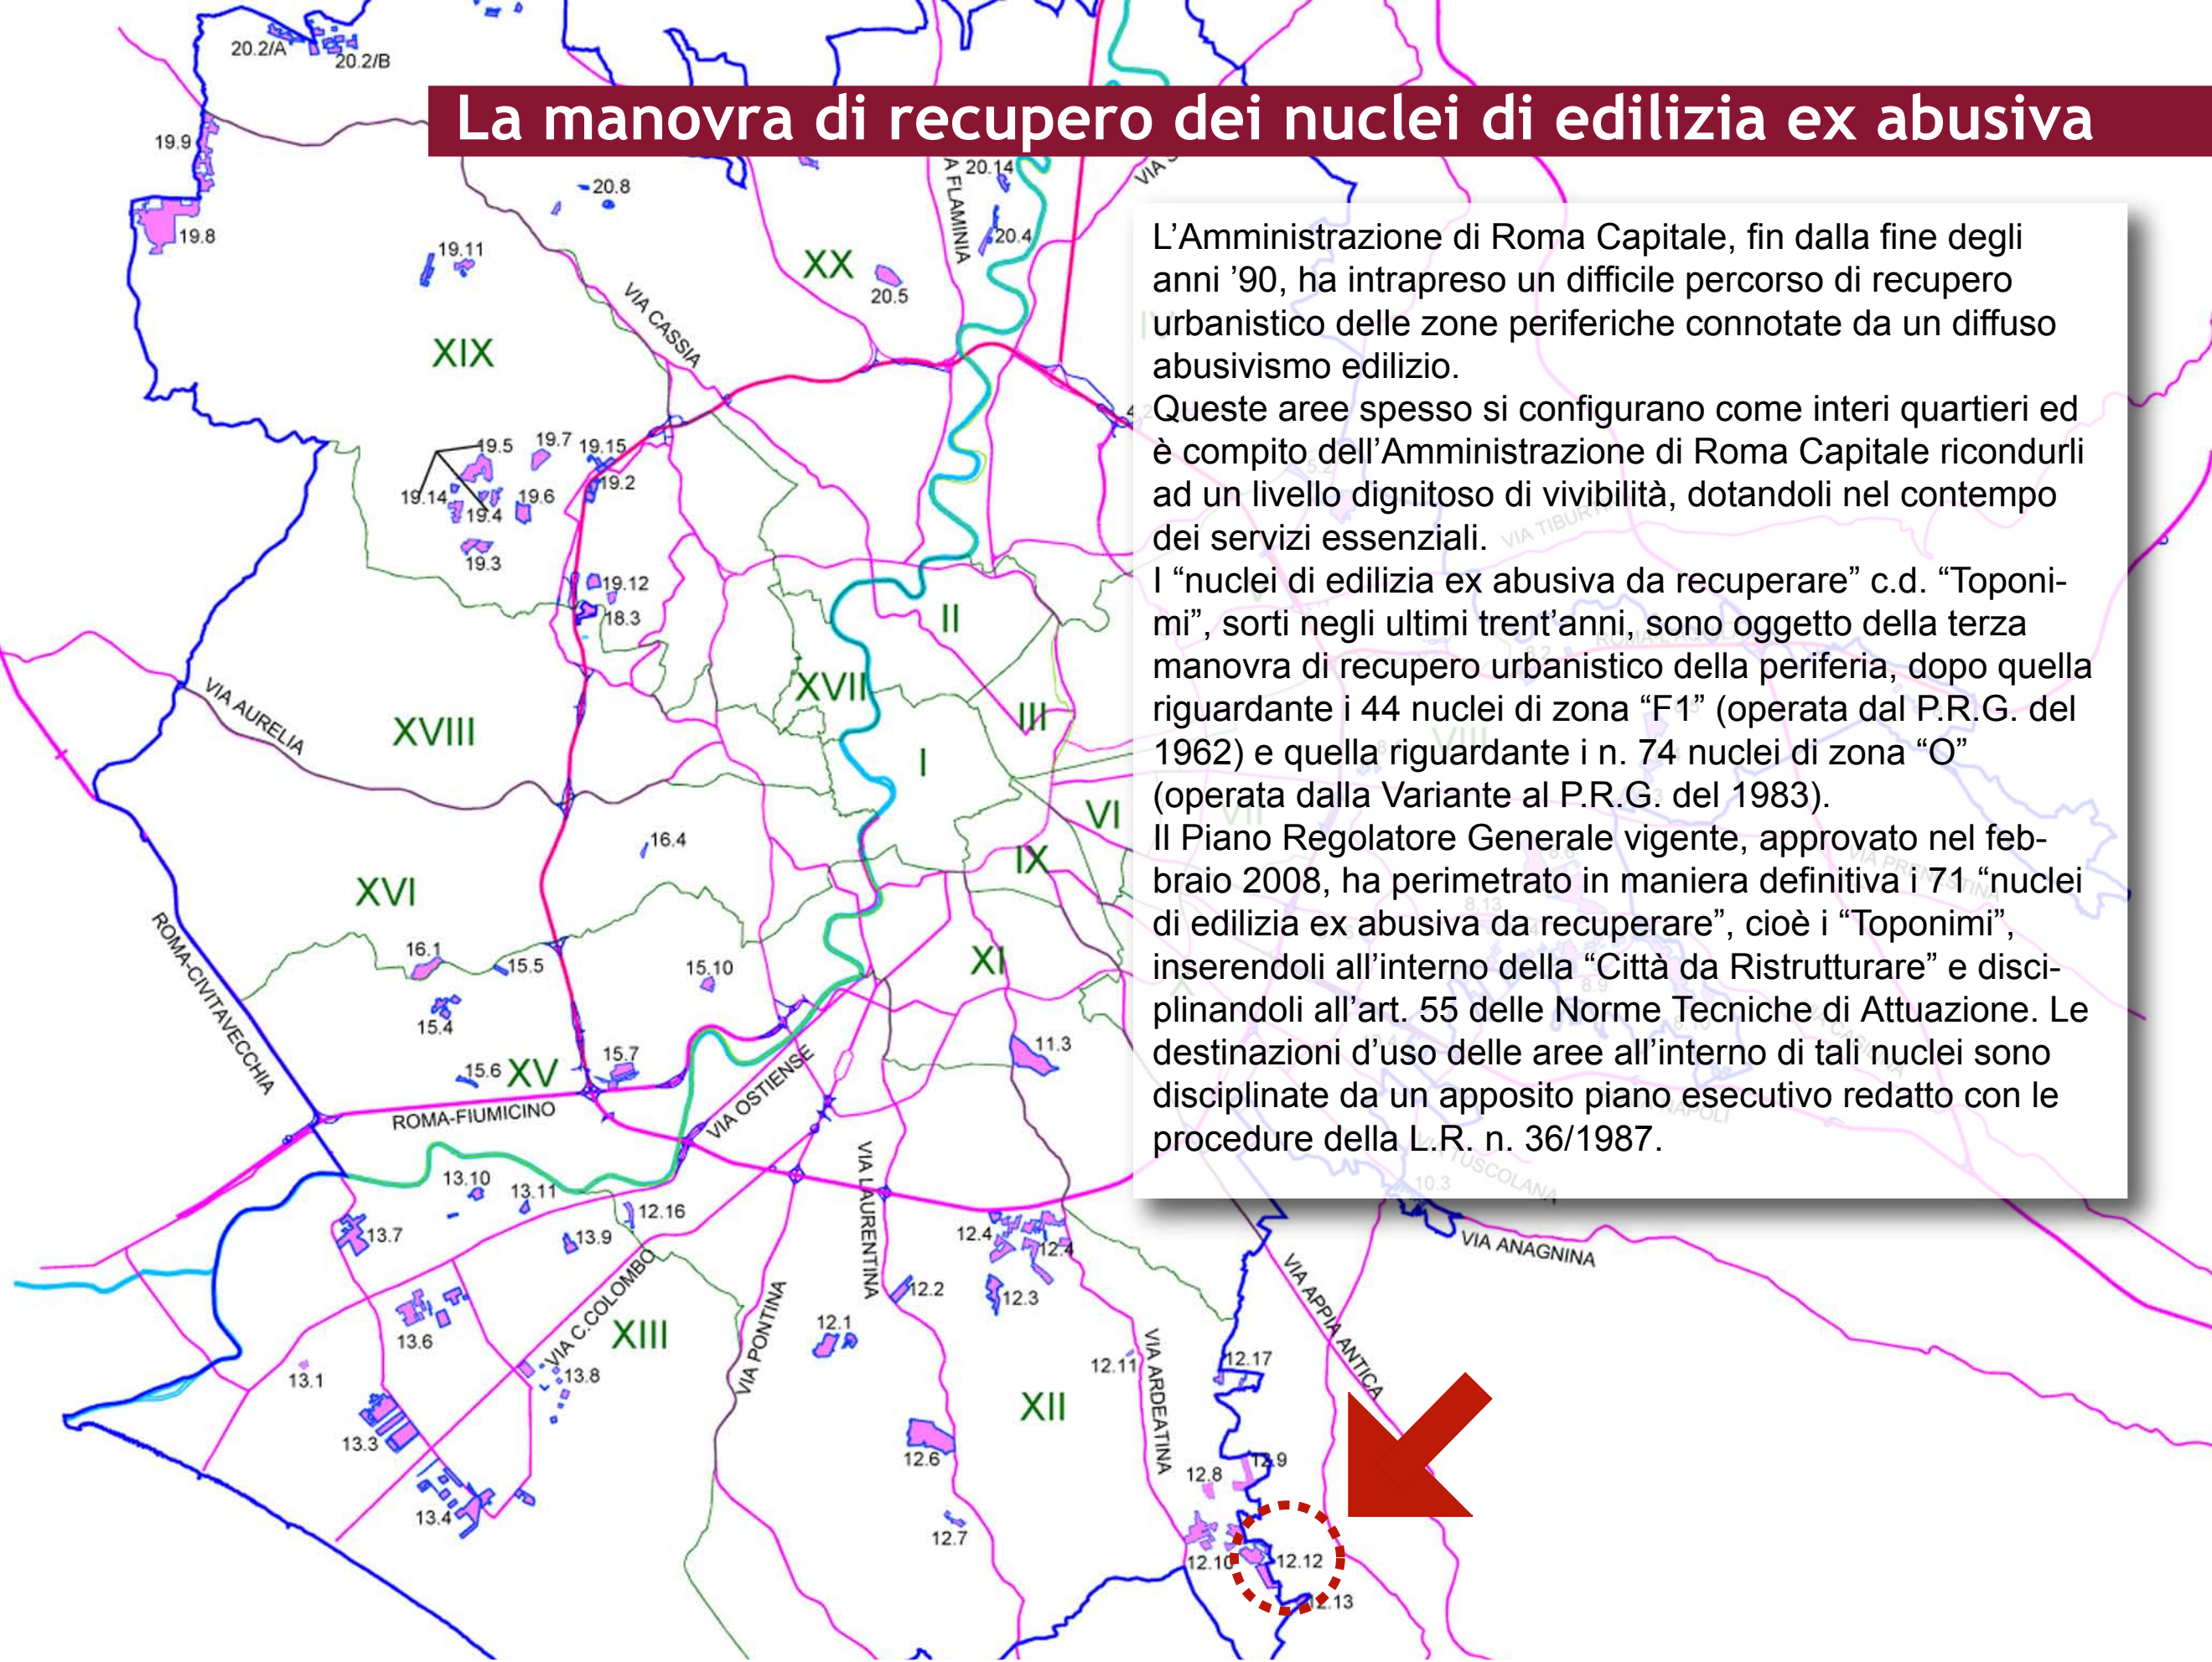 20.2/A
20.2/B
La manovra di recupero dei nuclei di edilizia ex abusiva
19.9
19.8
20.8
19.11
XX
20.5
A FLAMINIA
20.14
20.4
VIA CASSIA
XIX
L’Amministrazione di Roma Capitale, fin dalla fine degli
anni ’90, ha intrapreso un difficile percorso di recupero
urbanistico delle zone periferiche connotate da un diffuso
abusivismo edilizio.
Queste aree spesso si configurano come interi quartieri ed
è compito dell’Amministrazione di Roma Capitale ricondurli
ad un livello dignitoso di vivibilità, dotandoli nel contempo
dei servizi essenziali.
I “nuclei di edilizia ex abusiva da recuperare” c.d. “Toponi-
mi”, sorti negli ultimi trent’anni, sono oggetto della terza
manovra di recupero urbanistico della periferia, dopo quella
riguardante i 44 nuclei di zona “F1” (operata dal P.R.G. del
1962) e quella riguardante i n. 74 nuclei di zona “O”
(operata dalla Variante al P.R.G. del 1983).
Il Piano Regolatore Generale vigente, approvato nel feb-
braio 2008, ha perimetrato in maniera definitiva i 71 “nuclei
di edilizia ex abusiva da recuperare”, cioè i “Toponimi”,
inserendoli all’interno della “Città da Ristrutturare” e disci-
plinandoli all’art. 55 delle Norme Tecniche di Attuazione. Le
destinazioni d’uso delle aree all’interno di tali nuclei sono
disciplinate da un apposito piano esecutivo redatto con le
procedure della L.R. n. 36/1987.
19.5
19.7
19.15
19.2
19.14
19.4
19.6
19.3
19.12
18.3
II
XVII
III
VIA AURELIA
XVIII
I
VI
16.4
IX
XVI
ROMA-CIVITAVECCHIA
16.1
15.5
15.10
XI
15.4
11.3
15.6
XV
15.7
ROMA-FIUMICINO
VIA OSTIENSE
VIA LAURENTINA
13.10
13.11
12.16
13.7
13.9
12.4
12.4
10.3
VIA TUSCOLANA
VIA ANAGNINA
VIA C.COLOMBO
VIA PONTINA
12.2
12.3
12.1
13.6
XIII
13.1
13.8
12.11
VIA ARDEATINA
12.17
VIA APPIA ANTICA
XII
13.3
12.6
13.4
12.7
12.8
12.9
12.10
12.12
12.13
VIA PRENESTINA
8.13
8.9